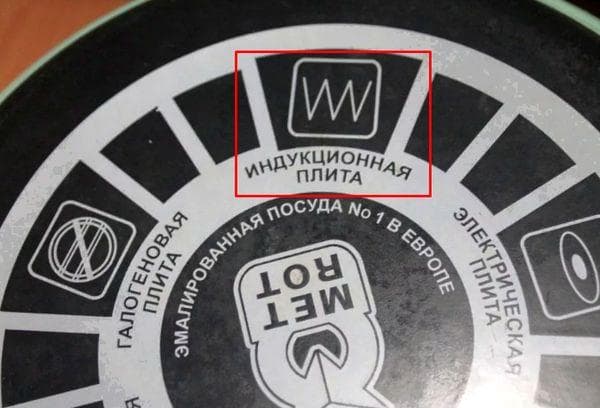 ИНДУКЦИОННАЯ
ПЛИТА
ГАЛОГЕНОВАЯ
ПЛИТА
ЭЛЕКТРИЧЕСКАЯ
ПЛИТА
ЭМАЛИРОВАННАЯ ПОСУДА No 1 В ЕВРОПЕ
MET
ROT